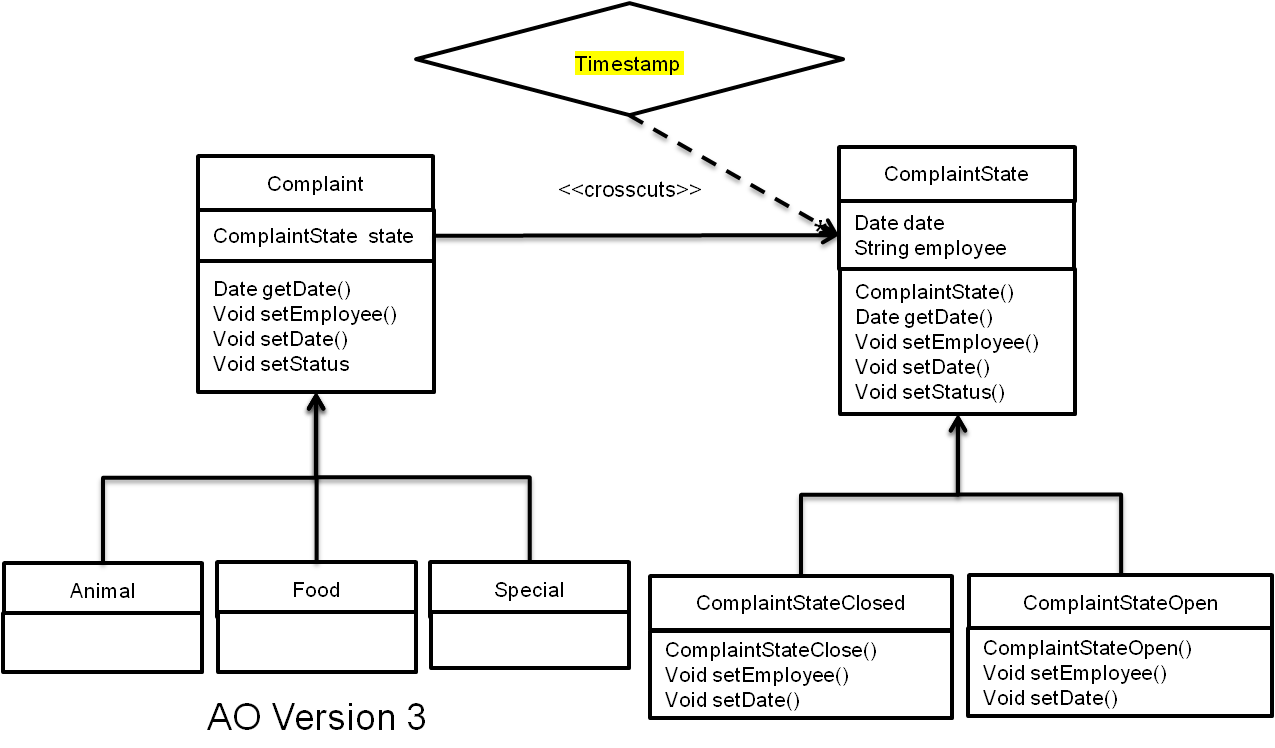 Timestamp
<<crosscuts>>
Complaint
ComplaintState  state
Date getDate()
Void setEmployee()
Void setDate()
Void setStatus
*
ComplaintState
Date date
String employee
ComplaintState()
Date getDate()
Void setEmployee()
Void setDate()
Void setStatus()
Animal
Food
Special
ComplaintStateClosed
ComplaintStateClose()
Void setEmployee()
Void setDate()
ComplaintStateOpen
ComplaintStateOpen()
Void setEmployee()
Void setDate()
AO Version 3